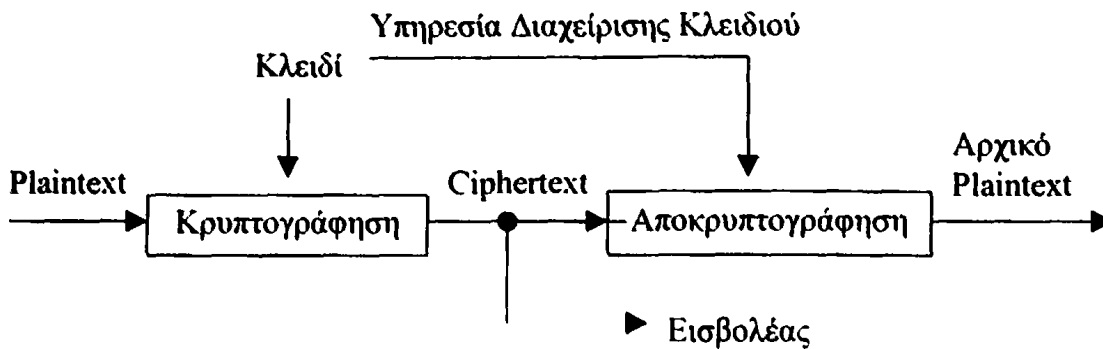 Υπηρεσία Διαχείρισης Κλειδιού
Κλειδί
Plaintext
Ciphertext
Αρχικό
Plaintext
Κρυπτογράφηση
Αποκρυπτογράφηση
Εισβολέας